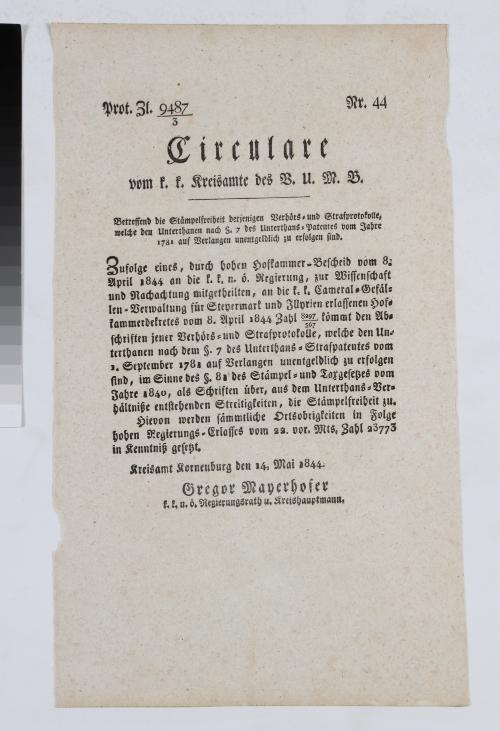 Prot. Zl. 9487/3 Nr. 44
Circulare
vom k. k. Kreisamte des V. U. M. B.
Betreffend die Stämpelfreiheit derjenigen Verhörs- und Strafprotokolle,
welche den Unterthanen nach §. 7 des Unterthans-Patentes vom Jahre
1781 auf Verlangen unentgeldlich zu erfolgen sind.
Zufolge eines, durch hohen Hofkammer-Bescheid vom 8.
April 1844 an die k. k. n. ö. Regierung, zur Wissenschaft
und Nachachtung mitgetheilten, an die k. k. Cameral-Gefäl-
len-Verwaltung für Steyermark und Illyrien erlassenen Hof-
kammerdekretes vom 8. April 1844 Zahl 8297/567 kömmt den Ab-
schriften jener Verhörs- und Strafprotokolle, welche den Un-
terthanen nach dem §. 7 des Unterthans-Strafpatentes vom
1. September 1781 auf Verlangen unentgeldlich zu erfolgen
sind, im Sinne des §. 81 des Stämpel- und Taxgesetzes vom
Jahre 1840, als Schriften über, aus dem Unterthans-Ver-
hältniße entstehenden Streitigkeiten, die Stämpelfreiheit zu.
Hievon werden sämmtliche Ortsobrigkeiten in Folge
hohen Regierungs-Erlasses vom 22. vor. Mts, Zahl 23773
in Kenntniß gesetzt.
Kreisamt Korneuburg den 14. Mai 1844.
Gregor Mayerhofer
k. k. n. ö. Regierungsrath u. Kreishauptmann.